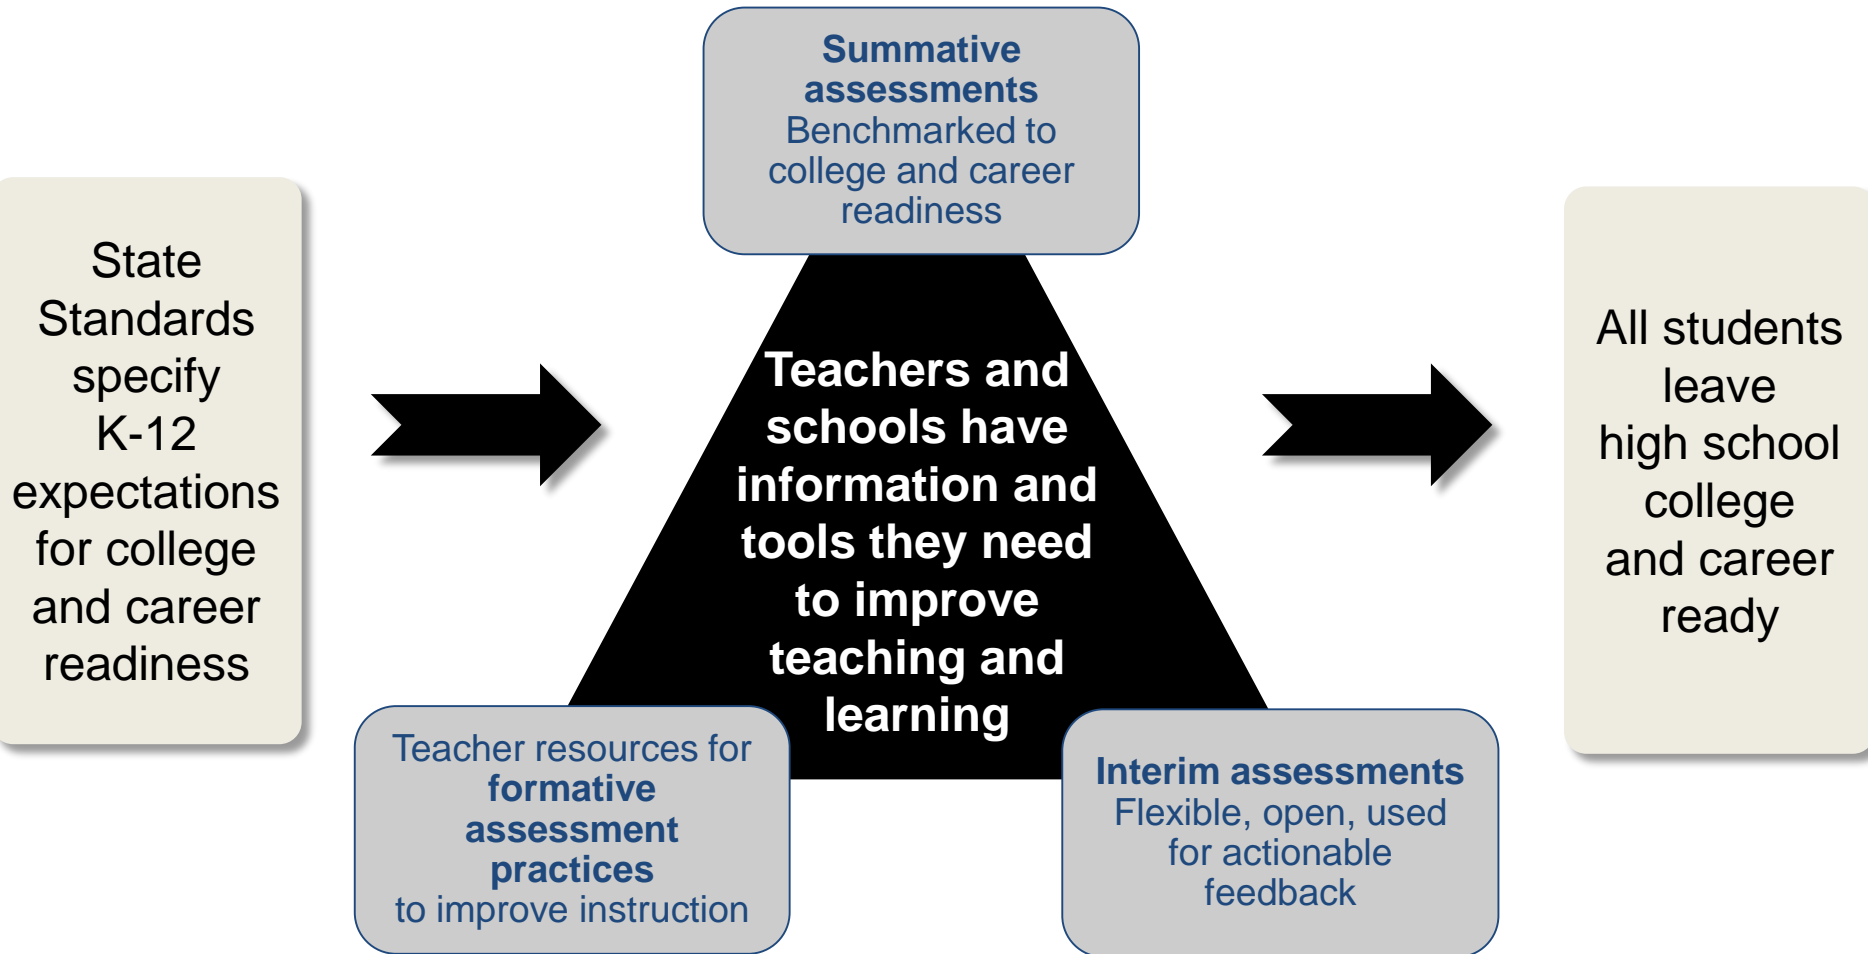 State
Standards
specify
K-12
expectations
for college
and career
readiness
Summative
assessments
Benchmarked to
college and career
readiness
Teachers and
schools have
information and
tools they need
to improve
teaching and
learning
Teacher resources for
formative
assessment
practices
to improve instruction
Interim assessments
Flexible, open, used
for actionable
feedback
All students
leave
high school
college
and career
ready